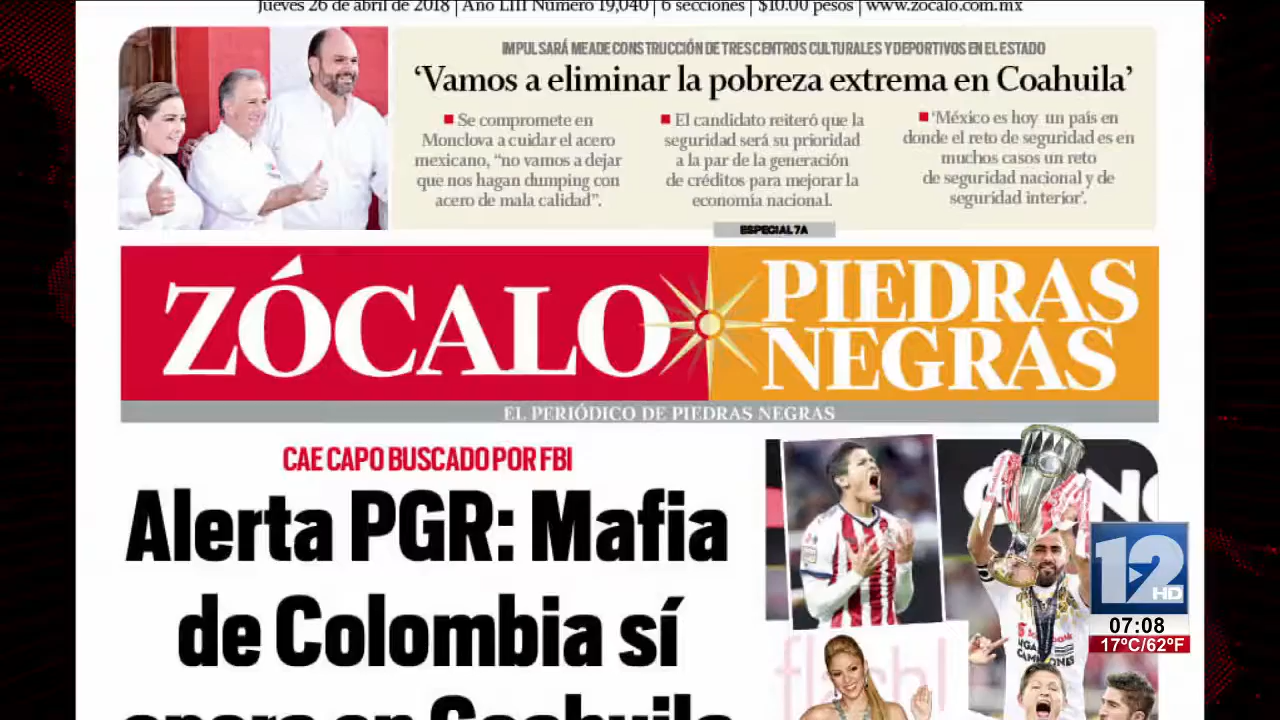 Jueves 26 de abril de 2018 | Año LIII Número 19,040 | 6 secciones | $10.00 pesos | www.zocalo.com.mx
IMPULSARÁ MEADE CONSTRUCCIÓN DE TRES CENTROS CULTURALES Y DEPORTIVOS EN EL ESTADO
‘Vamos a eliminar la pobreza extrema en Coahuila’
Se compromete en
Monclova a cuidar el acero
mexicano, “no vamos a dejar
que nos hagan dumping con
acero de mala calidad”.
El candidato reiteró que la
seguridad será su prioridad
a la par de la generación
de créditos para mejorar la
economía nacional.
‘México es hoy un país en
donde el reto de seguridad es en
muchos casos un reto
de seguridad nacional y de
seguridad interior’.
ESPECIAL 7A
ZÓCALO
PIEDRAS
NEGRAS
EL PERIÓDICO DE PIEDRAS NEGRAS
CAE CAPO BUSCADO POR FBI
Alerta PGR: Mafia
de Colombia sí
opera en Coahuila
flash!
CAMPEONES
12
HD
07:08
17°C/62°F